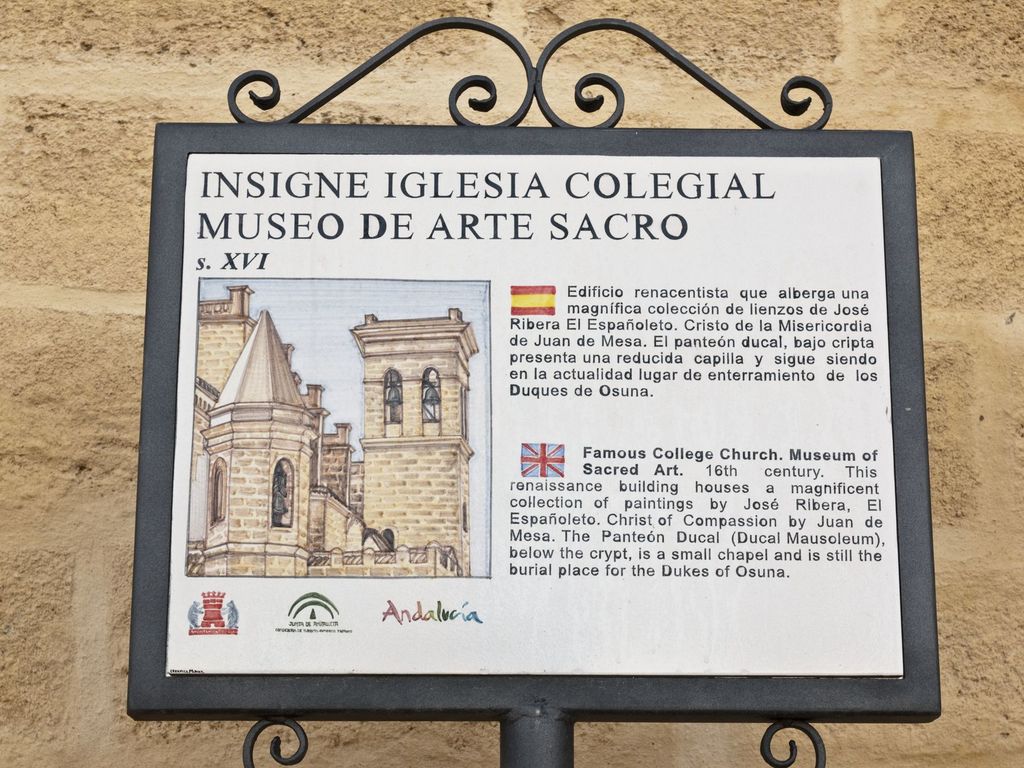 INSIGNE IGLESIA COLEGIAL
MUSEO DE ARTE SACRO
s. XVI
Edificio renacentista que alberga una
magnífica colección de lienzos de José
Ribera El Españoleto. Cristo de la Misericordia
de Juan de Mesa. El panteón ducal, bajo cripta
presenta una reducida capilla y sigue siendo
en la actualidad lugar de enterramiento de los
Duques de Osuna.
Famous College Church. Museum of
Sacred Art. 16th century. This
renaissance building houses a magnificent
collection of paintings by José Ribera, El
Españoleto. Christ of Compassion by Juan de
Mesa. The Panteón Ducal (Ducal Mausoleum),
below the crypt, is a small chapel and is still the
burial place for the Dukes of Osuna.
JUNTA DE ANDALUCIA
Andalucía